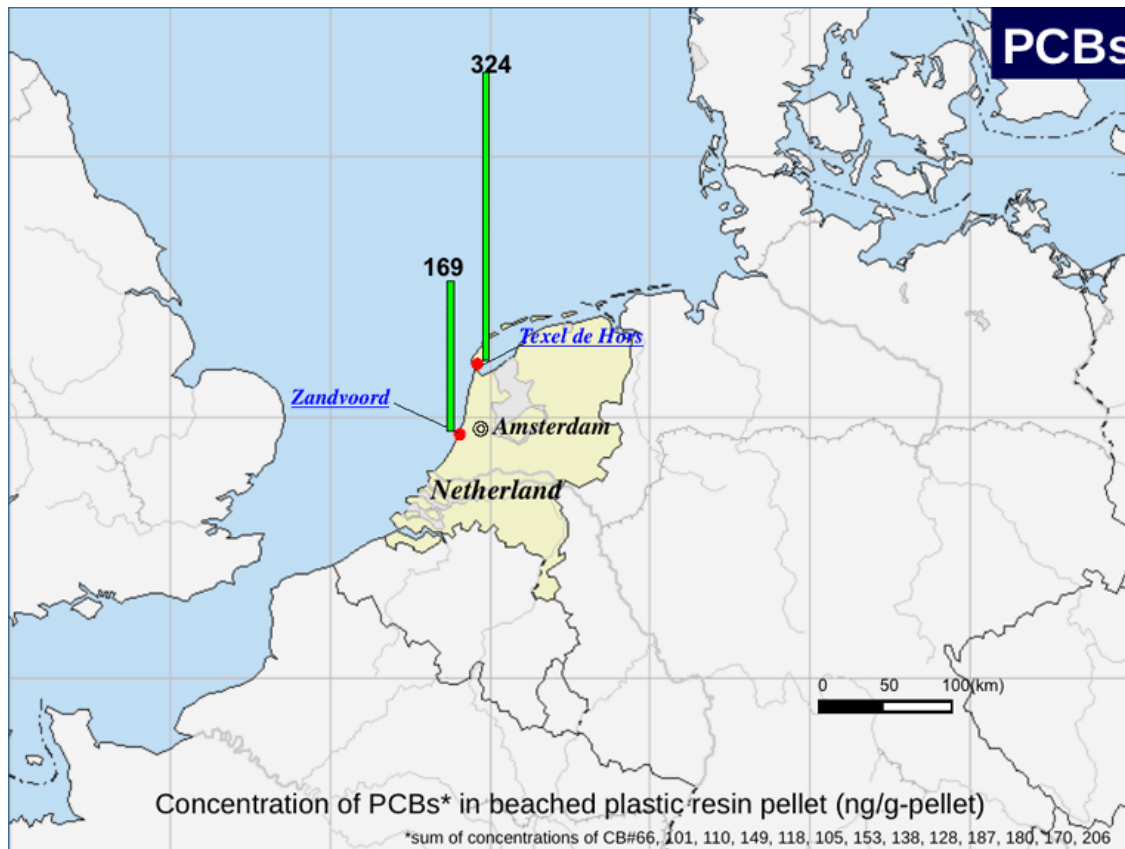 PCBs
324
169
Texel de Hors
Zandvoord
Amsterdam
Netherland
0 50 100(km)
Concentration of PCBs* in beached plastic resin pellet (ng/g-pellet)
*sum of concentrations of CB#66, 101, 110, 149, 118, 105, 153, 138, 128, 187, 180, 170, 206